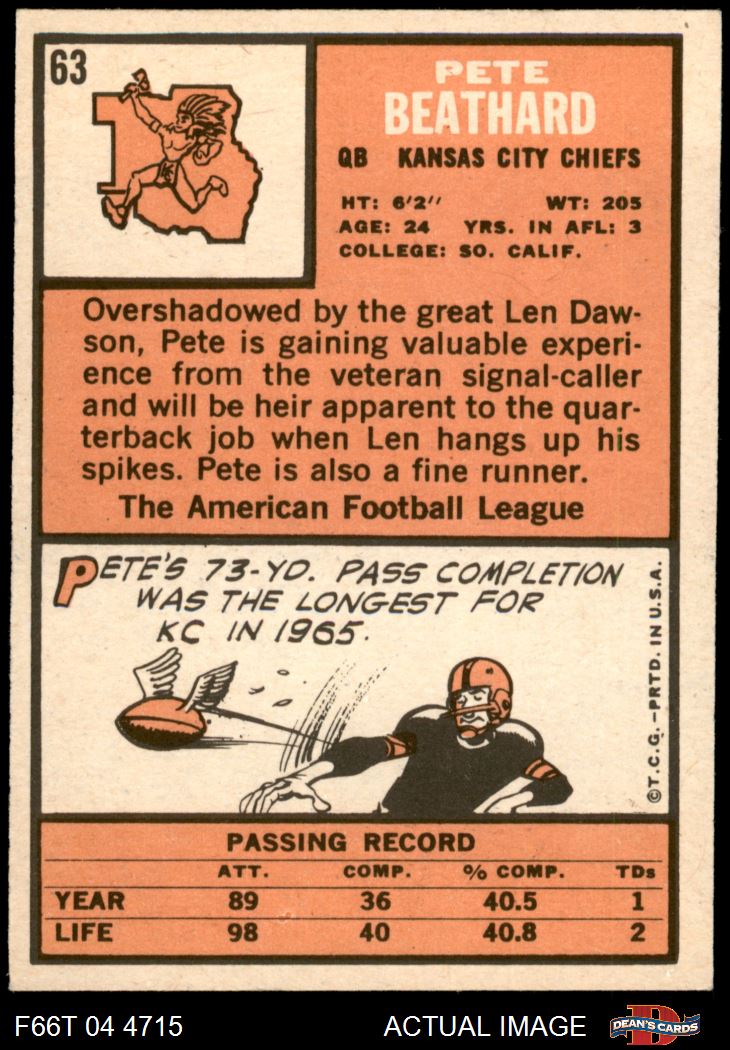 63
PETE
BEATHARD
QB KANSAS CITY CHIEFS
HT: 6'2" WT: 205
AGE: 24 YRS. IN AFL: 3
COLLEGE: SO. CALIF.
KC
Overshadowed by the great Len Daw-
son, Pete is gaining valuable experi-
ence from the veteran signal-caller
and will be heir apparent to the quar-
terback job when Len hangs up his
spikes. Pete is also a fine runner.
The American Football League
PETE'S 73-YD. PASS COMPLETION
WAS THE LONGEST FOR
KC IN 1965.
©T.C.G.–PRTD. IN U.S.A.
PASSING RECORD
ATT. COMP. % COMP. TDs
YEAR 89 36 40.5 1
LIFE 98 40 40.8 2
F66T 04 4715 ACTUAL IMAGE
D
DEAN'S CARDS